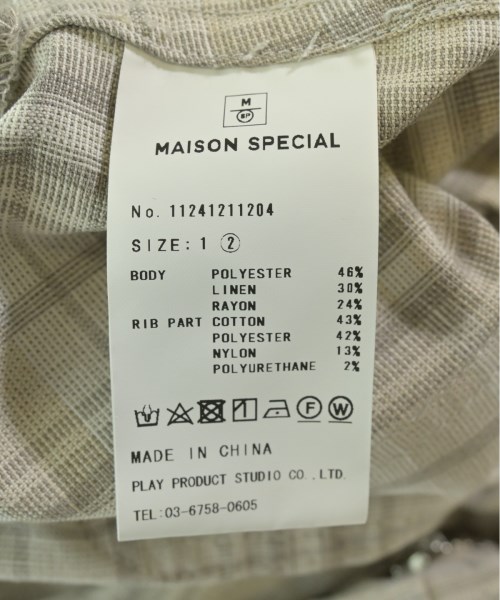 M
SP
MAISON SPECIAL
No. 11241211204
SIZE: 1 ②
BODY POLYESTER 46%
LINEN 30%
RAYON 24%
RIB PART COTTON 43%
POLYESTER 42%
NYLON 13%
POLYURETHANE 2%
F W
MADE IN CHINA
PLAY PRODUCT STUDIO CO.,LTD.
TEL:03-6758-0605